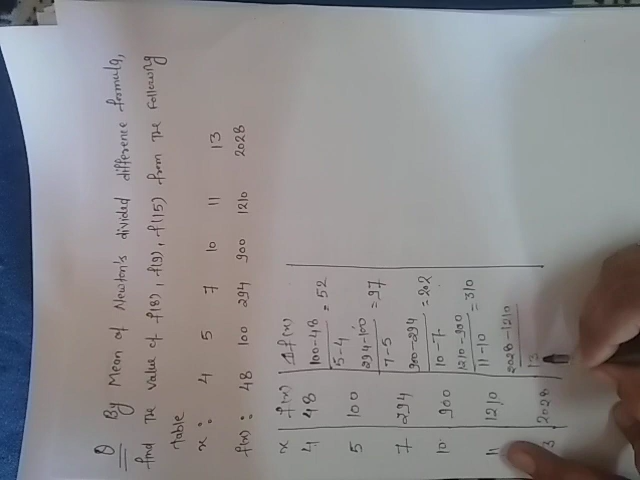 Q By Mean of Newton's divided difference formula,
find the value of f(8), f(9), f(15) from the following
table
x: 4 5 7 10 11 13
f(x): 48 100 294 900 1210 2028
x f(x) Δf(x)
4 48
100-48
5-4 = 52
5 100
294-100
7-5 = 97
7 294
900-294
10-7 = 202
10 900
1210-900
11-10 = 310
11 1210
2028-1210
13
3 2028